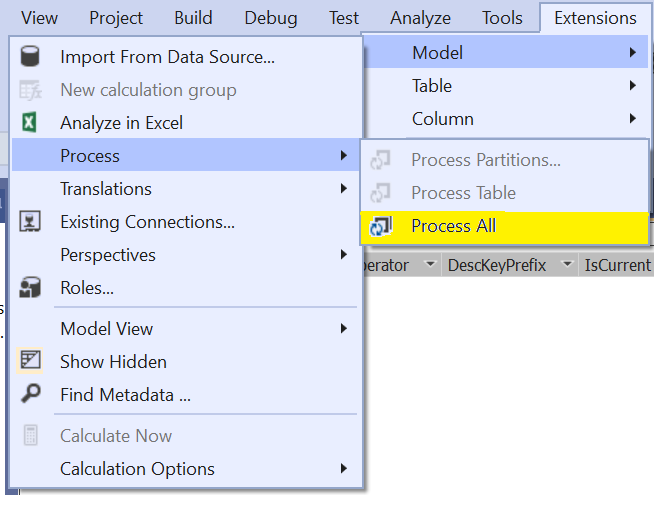 View Project Build Debug Test Analyze Tools Extensions
Model
Table
Column
Import From Data Source...
New calculation group
Analyze in Excel
Process
Translations
Existing Connections...
Perspectives
Roles...
Model View
Show Hidden
Find Metadata ...
Calculate Now
Calculation Options
Process Partitions...
Process Table
Process All
DescKeyPrefix IsCurrent